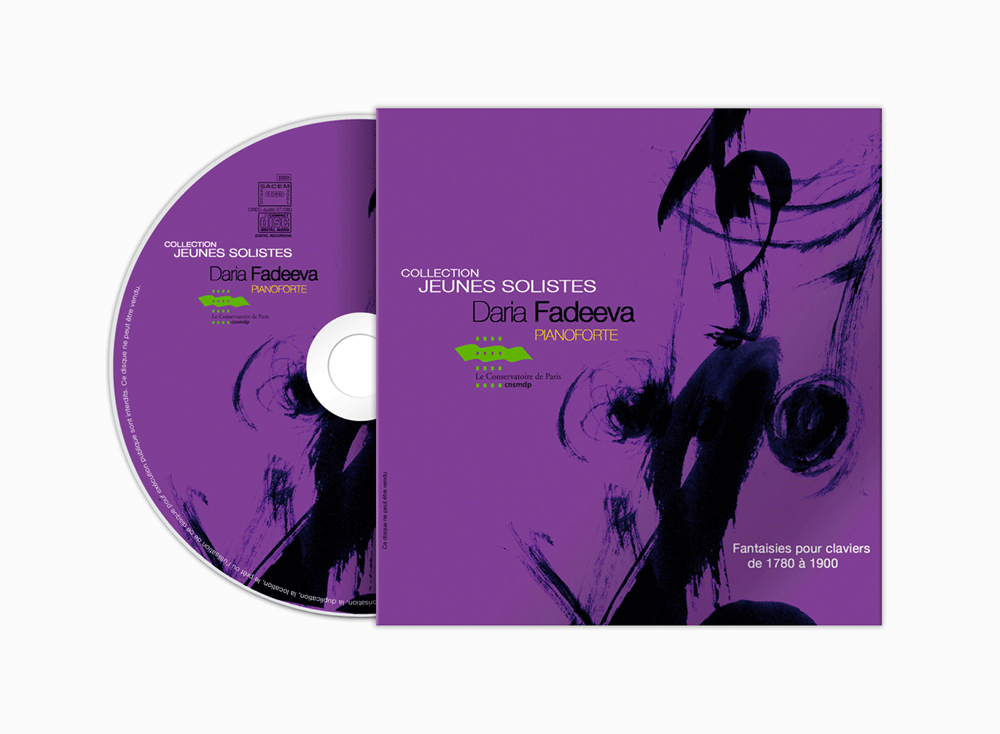 DDD
SACEM
COMPACT
disc
DIGITAL AUDIO
DIGITAL RECORDING
COLLECTION
JEUNES SOLISTES
Daria Fadeeva
PIANOFORTE
Le Conservatoire de Paris
cnsmdp
la duplication, la location, le prêt ou l'utilisation de ce disque pour exécution publique sont interdits. Ce disque ne peut être vendu.
COLLECTION
JEUNES SOLISTES
Daria Fadeeva
PIANOFORTE
Le Conservatoire de Paris
cnsmdp
Ce disque ne peut être vendu
Fantaisies pour claviers
de 1780 à 1900